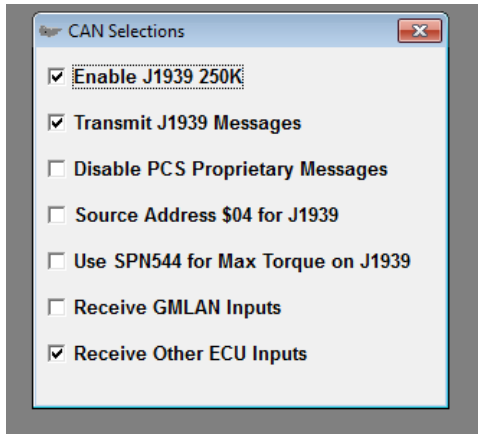 CAN Selections
Enable J1939 250K
Transmit J1939 Messages
Disable PCS Proprietary Messages
Source Address $04 for J1939
Use SPN544 for Max Torque on J1939
Receive GMLAN Inputs
Receive Other ECU Inputs